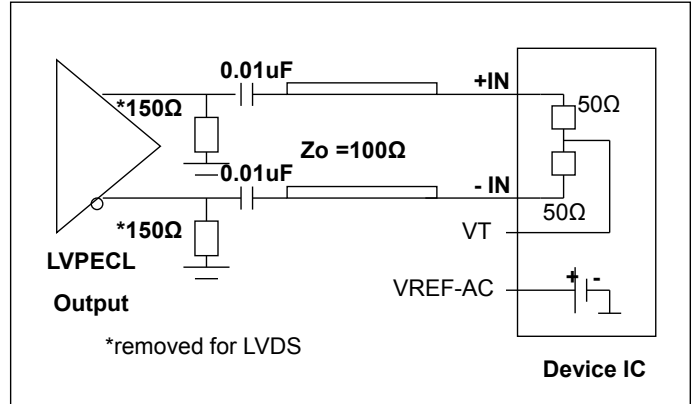 0.01uF
+IN
*150Ω
50Ω
Zo =100Ω
0.01uF
- IN
*150Ω
50Ω
VT
LVPECL
Output
VREF-AC
+ -
*removed for LVDS
Device IC